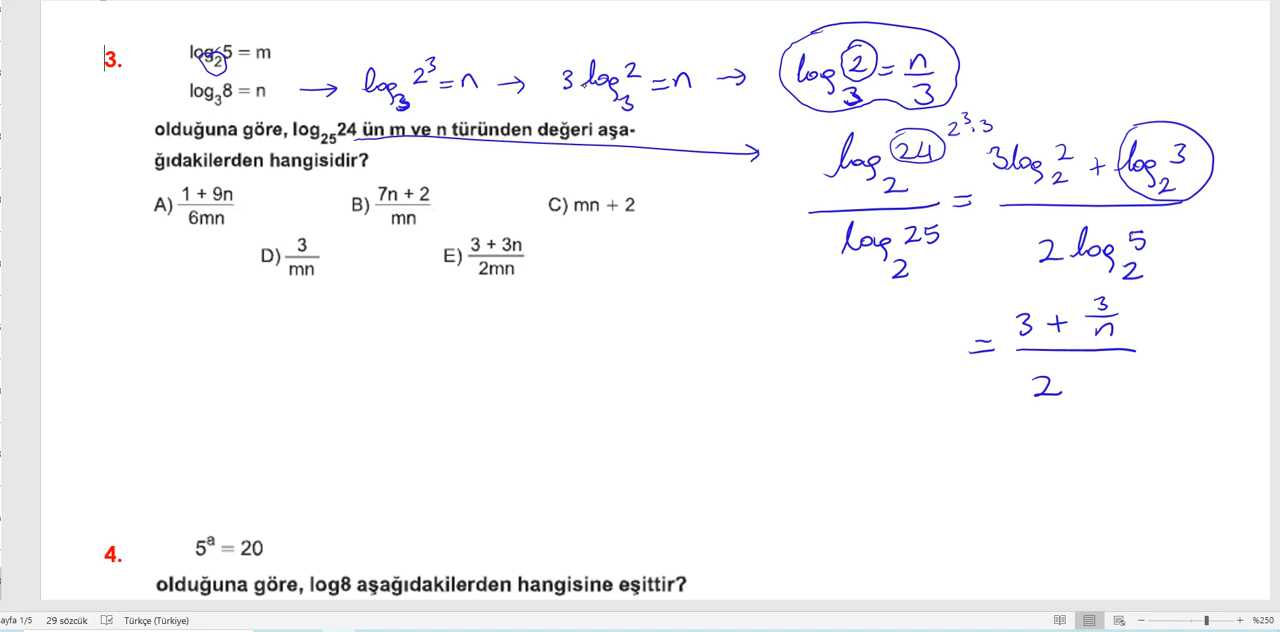 3.
log₂5 = m
log₃8 = n → log₃2³ = n → 3log₃2 = n → log₃2 = n/3
olduğuna göre, log₂₅24 ün m ve n türünden değeri aşa-
ğıdakilerden hangisidir?
A) (1 + 9n)/(6mn) B) (7n + 2)/(mn) C) mn + 2
D) 3/(mn) E) (3 + 3n)/(2mn)
2³.3
(log₂24)/(log₂25) = (3log₂2 + log₂3)/(2log₂5)
= (3 + 3/n)/2
4.
5ᵃ = 20
olduğuna göre, log8 aşağıdakilerden hangisine eşittir?
ayfa 1/5 29 sözcük Türkçe (Türkiye) − + %250